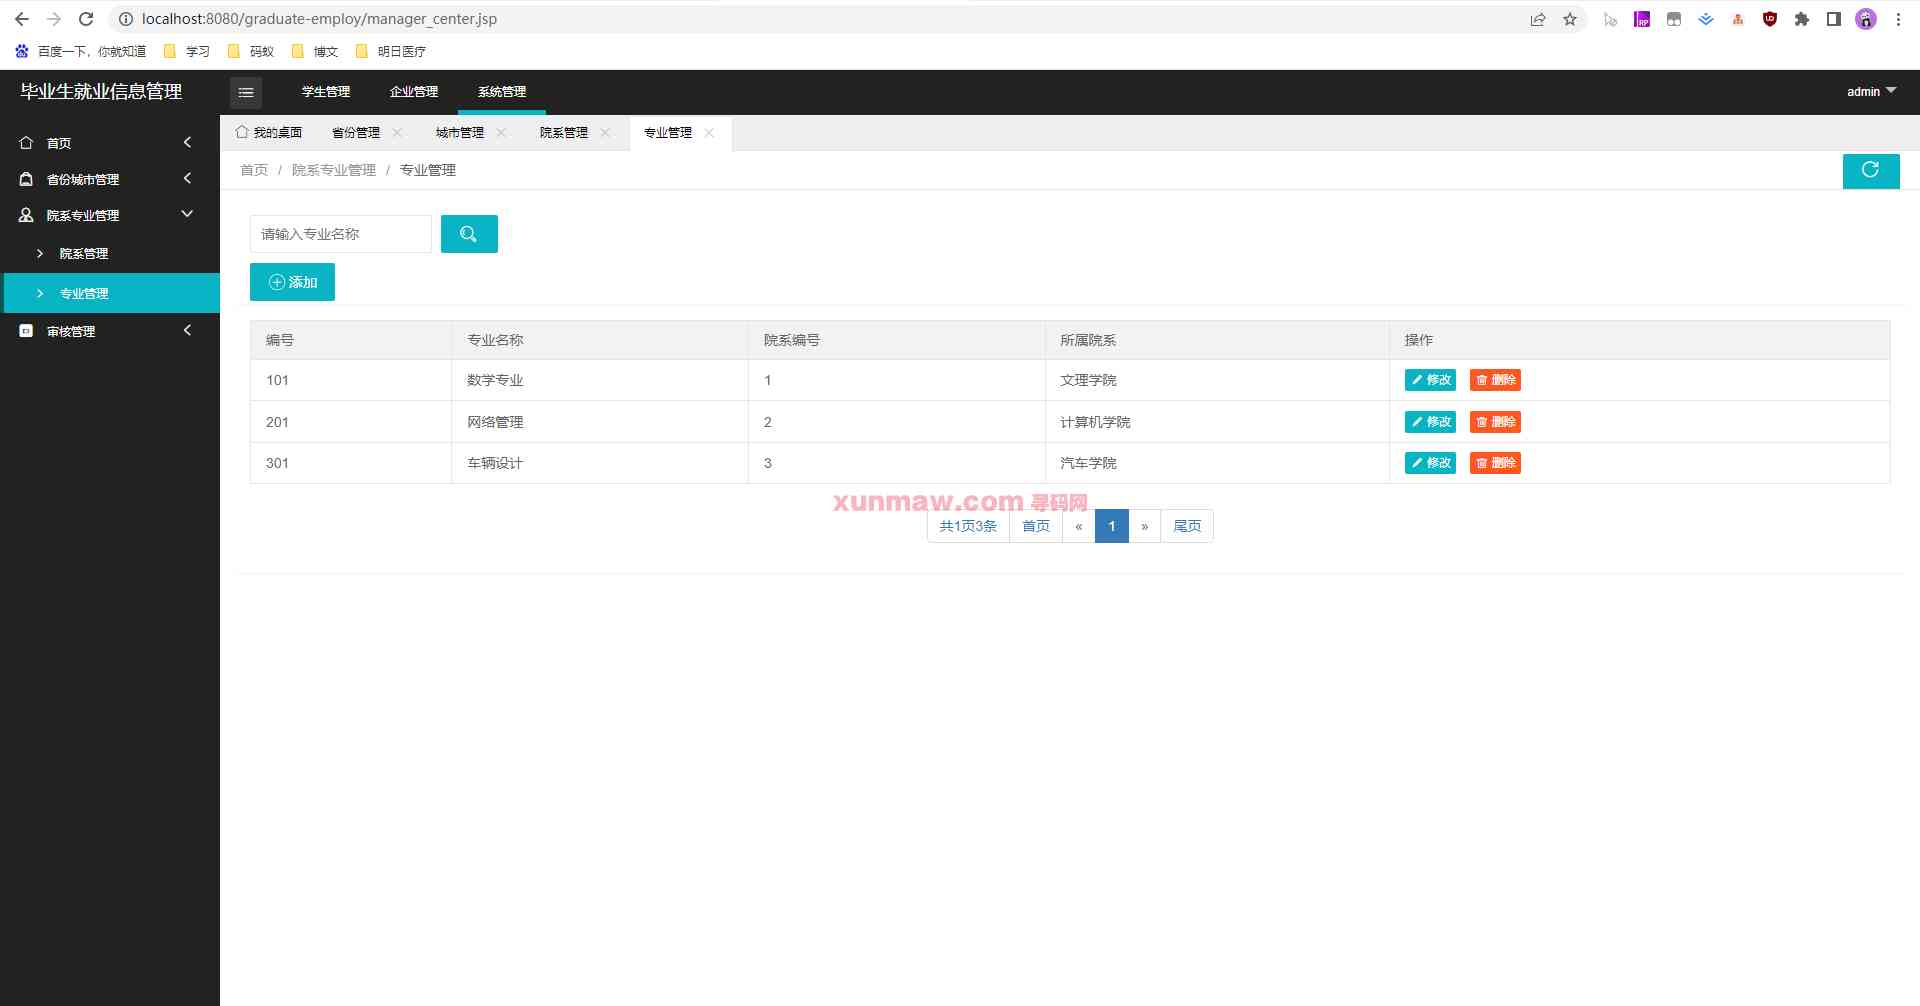 localhost:8080/graduate-employ/manager_center.jsp
百度一下，你就知道 学习 码蚁 博文 明日医疗
毕业生就业信息管理 学生管理 企业管理 系统管理 admin
我的桌面 省份管理 城市管理 院系管理 专业管理
首页 / 院系专业管理 / 专业管理
首页
省份城市管理
院系专业管理
院系管理
专业管理
审核管理
请输入专业名称
添加
编号 专业名称 院系编号 所属院系 操作
101 数学专业 1 文理学院 修改 删除
201 网络管理 2 计算机学院 修改 删除
301 车辆设计 3 汽车学院 修改 删除
xunmaw.com 寻码网
共1页3条 首页 « 1 » 尾页